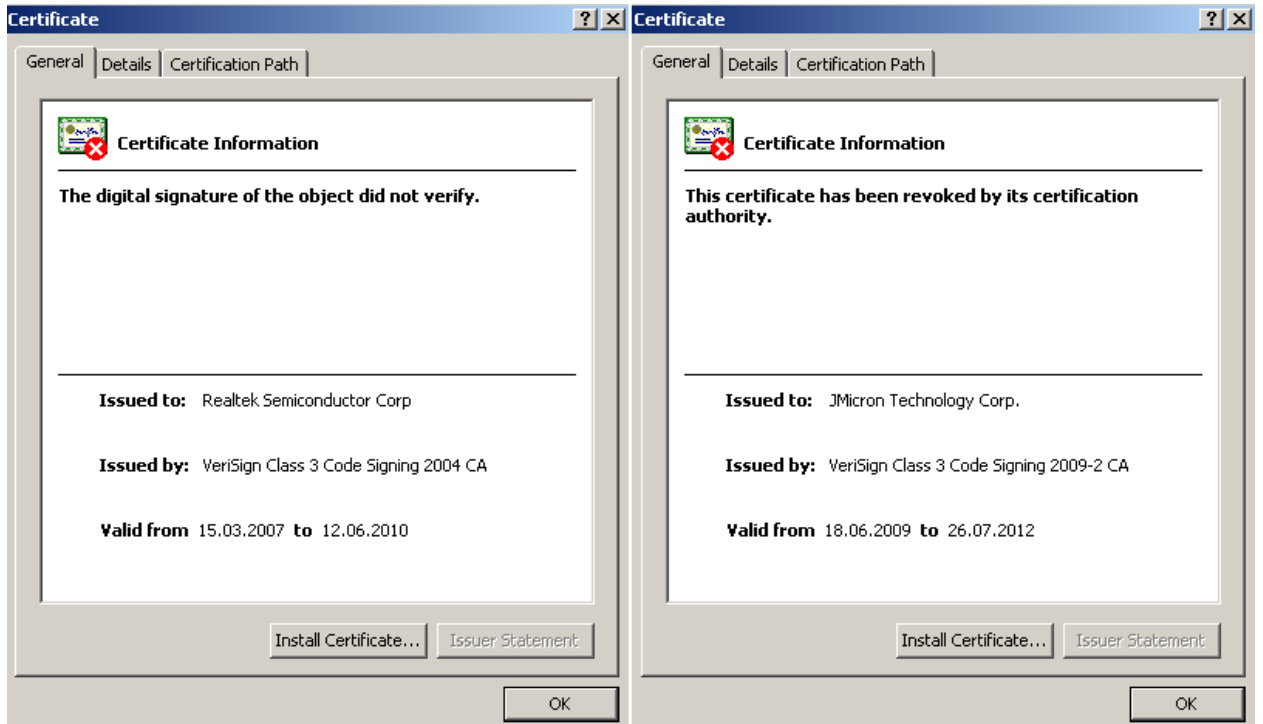 Certificate
General Details Certification Path
Certificate Information
The digital signature of the object did not verify.
Issued to: Realtek Semiconductor Corp
Issued by: VeriSign Class 3 Code Signing 2004 CA
Valid from 15.03.2007 to 12.06.2010
Install Certificate... Issuer Statement
OK
Certificate
General Details Certification Path
Certificate Information
This certificate has been revoked by its certification
authority.
Issued to: JMicron Technology Corp.
Issued by: VeriSign Class 3 Code Signing 2009-2 CA
Valid from 18.06.2009 to 26.07.2012
Install Certificate... Issuer Statement
OK